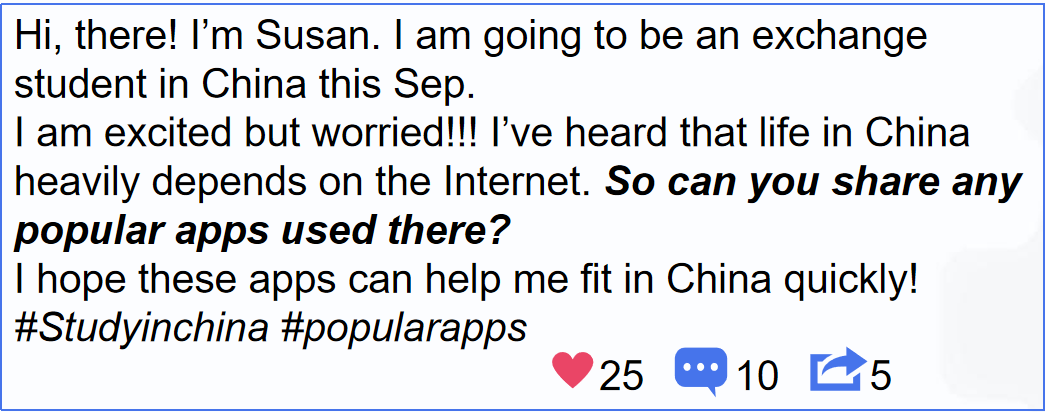 Hi, there! I’m Susan. I am going to be an exchange
student in China this Sep.
I am excited but worried!!! I’ve heard that life in China
heavily depends on the Internet. So can you share any
popular apps used there?
I hope these apps can help me fit in China quickly!
#Studyinchina #popularapps
25 10 5